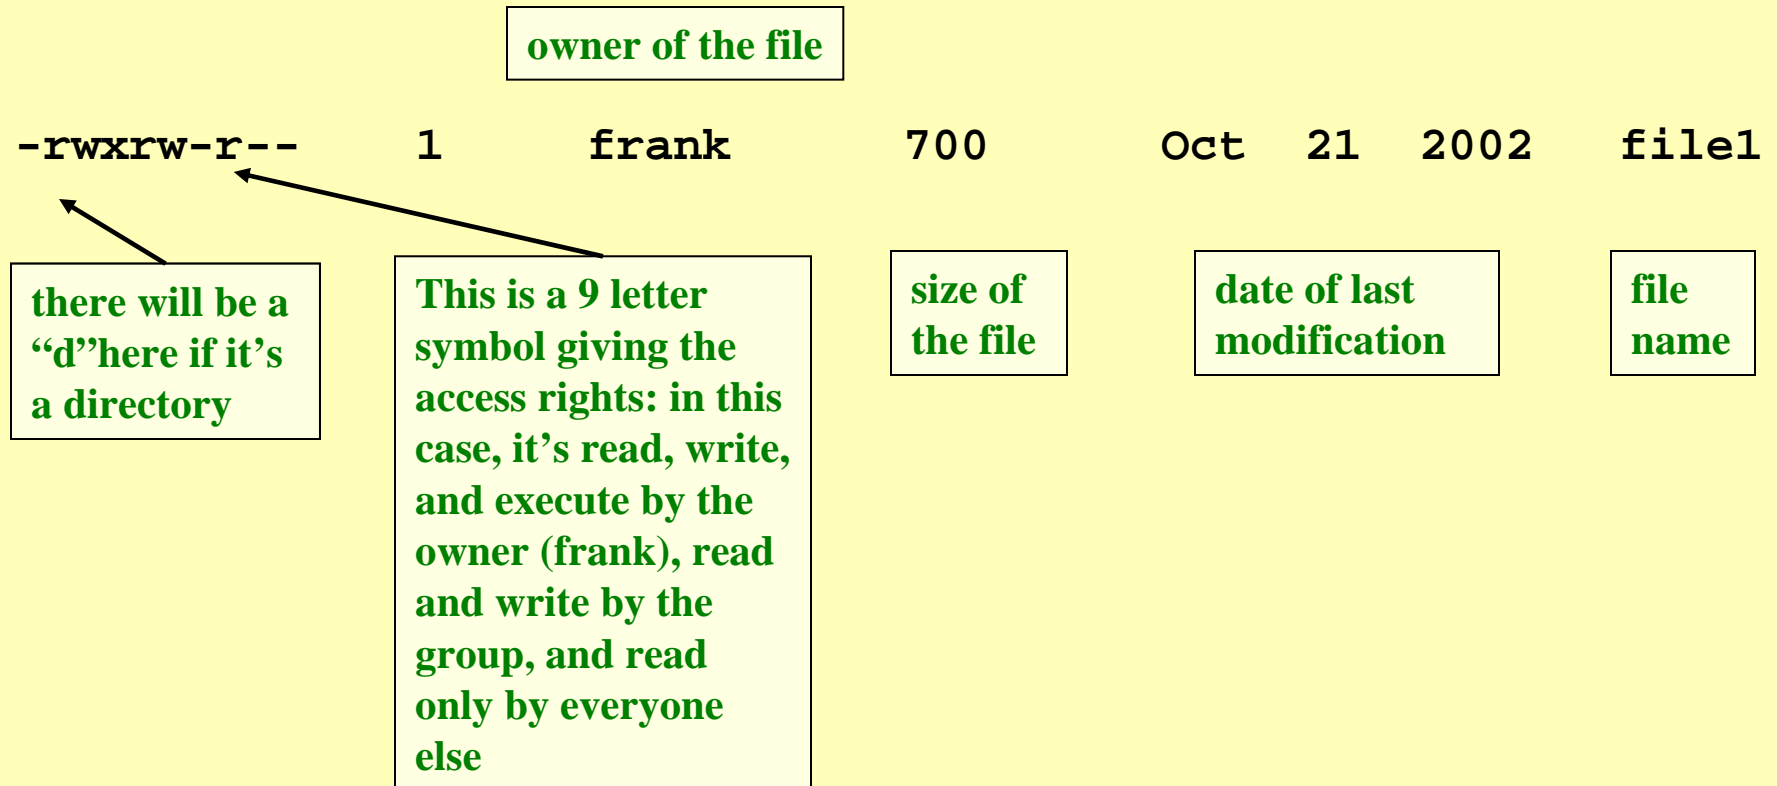 owner of the file
-rwxrw-r-- 1 frank 700 Oct 21 2002 file1
there will be a
“d”here if it’s
a directory
This is a 9 letter
symbol giving the
access rights: in this
case, it’s read, write,
and execute by the
owner (frank), read
and write by the
group, and read
only by everyone
else
size of
the file
date of last
modification
file
name